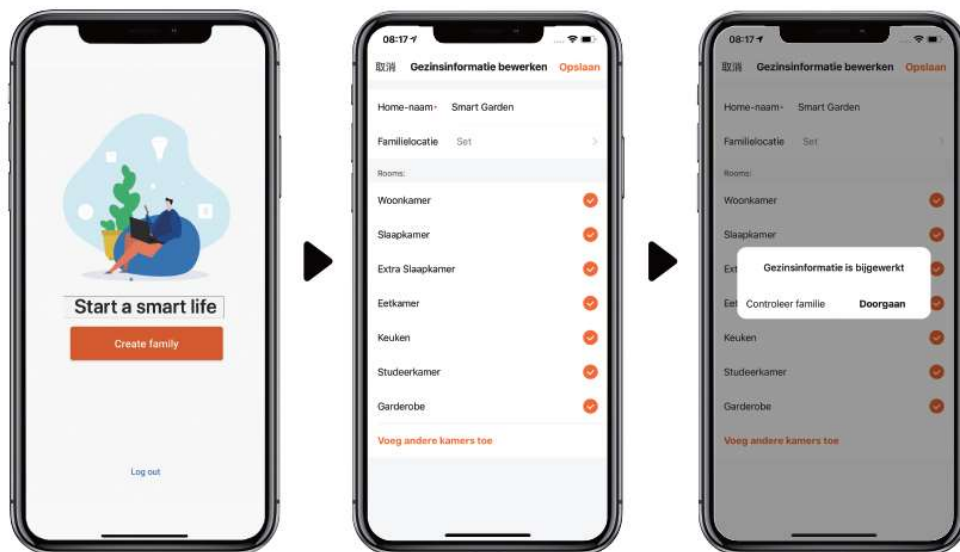 Start a smart life
Create family
Log out
08:17
取消 Gezinsinformatie bewerken Opslaan
Home-naam* Smart Garden
Familielocatie Set
Rooms:
Woonkamer
Slaapkamer
Extra Slaapkamer
Eetkamer
Keuken
Studeerkamer
Garderobe
Voeg andere kamers toe
08:17
取消 Gezinsinformatie bewerken Opslaan
Home-naam* Smart Garden
Familielocatie Set
Rooms:
Woonkamer
Slaapkamer
Ext
Gezinsinformatie is bijgewerkt
Eet
Controleer familie Doorgaan
Keuken
Studeerkamer
Garderobe
Voeg andere kamers toe